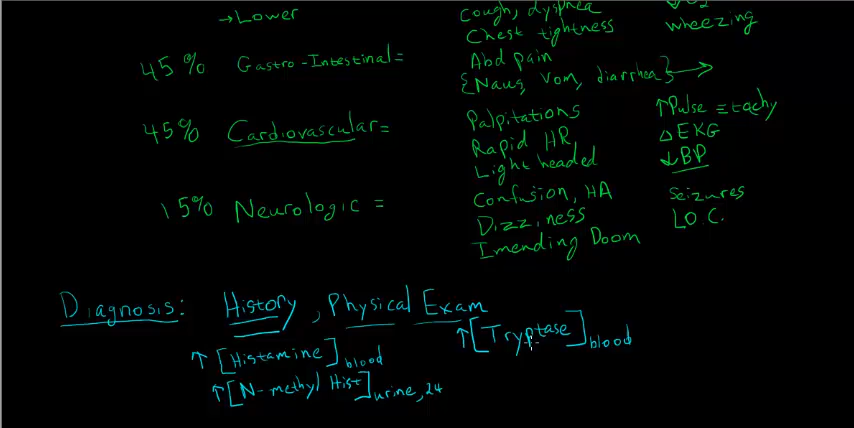 →Lower
Cough, dyspnea
Chest tightness
wheezing
45% Gastro-Intestinal=
Abd pain
{Naus, Vom, diarrhea}→
45% Cardiovascular=
Palpitations
↑Pulse ≡ tachy
Rapid HR
Δ EKG
Light headed
↓BP
15% Neurologic =
Confusion, HA
Seizures
Dizziness
L.O.C.
Imending Doom
Diagnosis: History, Physical Exam
↑[Histamine]blood
↑[Tryptase]blood
↑[N-methyl Hist]urine, 24